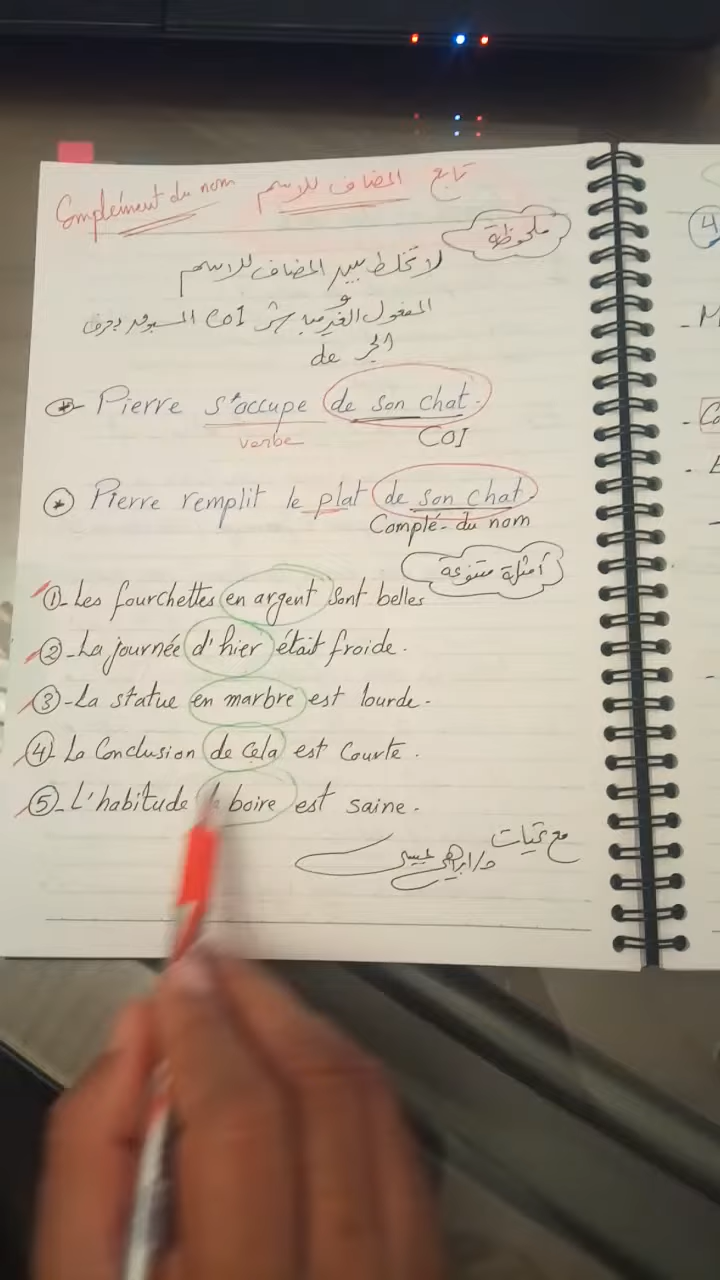 Complément du nom تابع المضاف للاسم
ملحوظة
لا تخلط بين المضاف للاسم
و
المفعول الغير مباشر COI المسبوق بحرف
الجر de
* Pierre s'occupe de son chat.
verbe COI
* Pierre remplit le plat de son chat
Complé. du nom
أمثلة متنوعة
①- Les fourchettes en argent sont belles
②- La journée d'hier était froide.
③- La statue en marbre est lourde.
④- La Conclusion de cela est Courte.
⑤- L'habitude boire est saine.
مع تحيات
4
- M